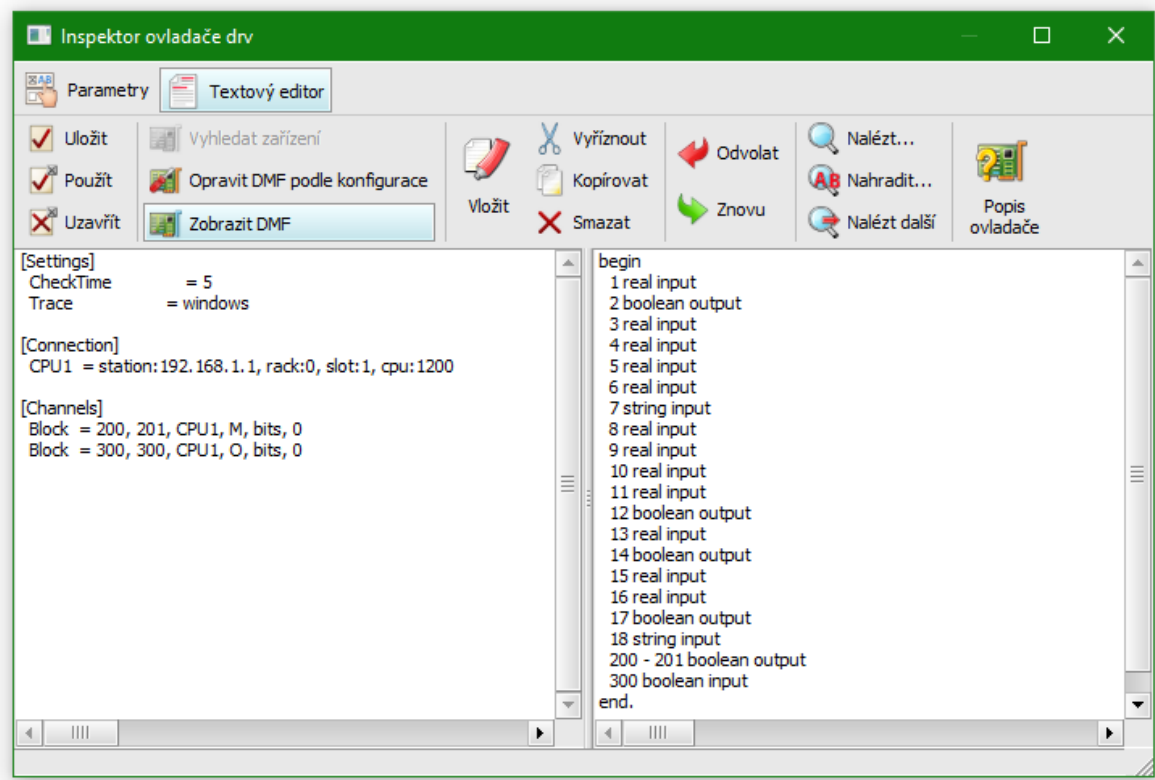 Inspektor ovladače drv
Parametry Textový editor
Uložit Vyhledat zařízení Vyříznout Nalézt...
Použít Opravit DMF podle konfigurace Vložit Kopírovat Odvolat Nahradit... Popis ovladače
Uzavřít Zobrazit DMF Smazat Znovu Nalézt další
[Settings]
CheckTime = 5
Trace = windows
[Connection]
CPU1 = station:192.168.1.1, rack:0, slot:1, cpu:1200
[Channels]
Block = 200, 201, CPU1, M, bits, 0
Block = 300, 300, CPU1, O, bits, 0
begin
1 real input
2 boolean output
3 real input
4 real input
5 real input
6 real input
7 string input
8 real input
9 real input
10 real input
11 real input
12 boolean output
13 real input
14 boolean output
15 real input
16 real input
17 boolean output
18 string input
200 - 201 boolean output
300 boolean input
end.